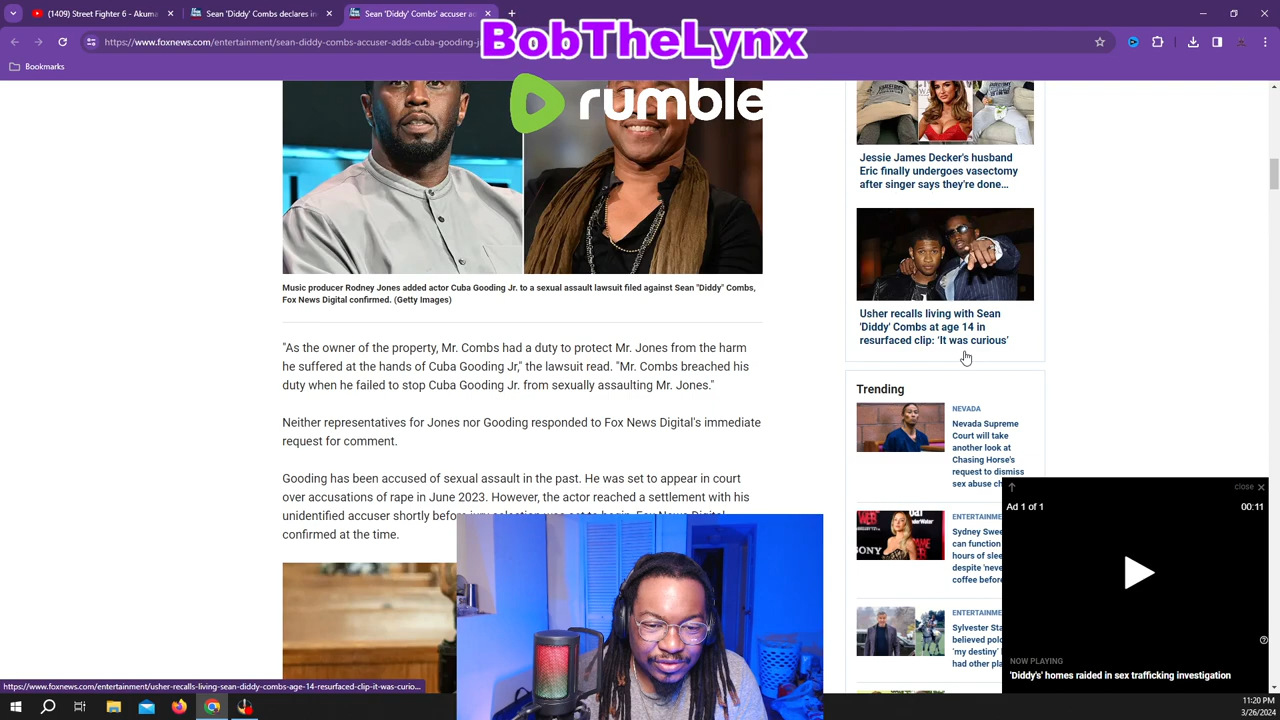 (1409) Street Fighter 6 - Akuma
Sean 'Diddy' Combs accuser
https://www.foxnews.com/entertainment/sean-diddy-combs-accuser-cuba-gooding-j
Bookmarks
BobTheLynx
rumble
Music producer Rodney Jones added actor Cuba Gooding Jr. to a sexual assault lawsuit filed against Sean "Diddy" Combs,
Fox News Digital confirmed. (Getty Images)
"As the owner of the property, Mr. Combs had a duty to protect Mr. Jones from the harm
he suffered at the hands of Cuba Gooding Jr," the lawsuit read. "Mr. Combs breached his
duty when he failed to stop Cuba Gooding Jr. from sexually assaulting Mr. Jones."
Neither representatives for Jones nor Gooding responded to Fox News Digital's immediate
request for comment.
Gooding has been accused of sexual assault in the past. He was set to appear in court
over accusations of rape in June 2023. However, the actor reached a settlement with his
unidentified accuser shortly before jury selection was set to begin, Fox News Digital
confirmed at the time.
Jessie James Decker's husband
Eric finally undergoes vasectomy
after singer says they're done…
Usher recalls living with Sean
'Diddy' Combs at age 14 in
resurfaced clip: 'It was curious'
Trending
NEVADA
Nevada Supreme
Court will take
another look at
Chasing Horse's
request to dismiss
sex abuse ch
ENTERTAINME
Sydney Swee
can function
hours of slee
despite 'neve
coffee before
ENTERTAINME
Sylvester Sta
believed polo
'my destiny'
had other pla
close
Ad 1 of 1
00:11
NOW PLAYING
'Diddy's' homes raided in sex trafficking investigation
https://www.foxnews.com/entertainment/usher-recalls-living-sean-diddy-combs-age-14-resurfaced-clip-it-was-curio...
11:20 PM
3/26/2024